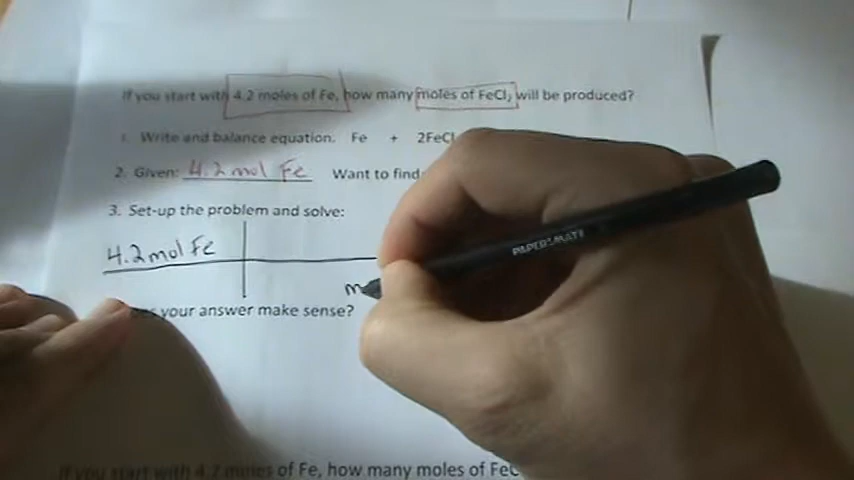 If you start with 4.2 moles of Fe, how many moles of FeCl₂ will be produced?
1. Write and balance equation. Fe + 2FeCl
2. Given: 4.2 mol Fe Want to find
3. Set-up the problem and solve:
4.2 mol Fe
m
PAPERMATE
your answer make sense?
If you start with 4.2 moles of Fe, how many moles of FeC